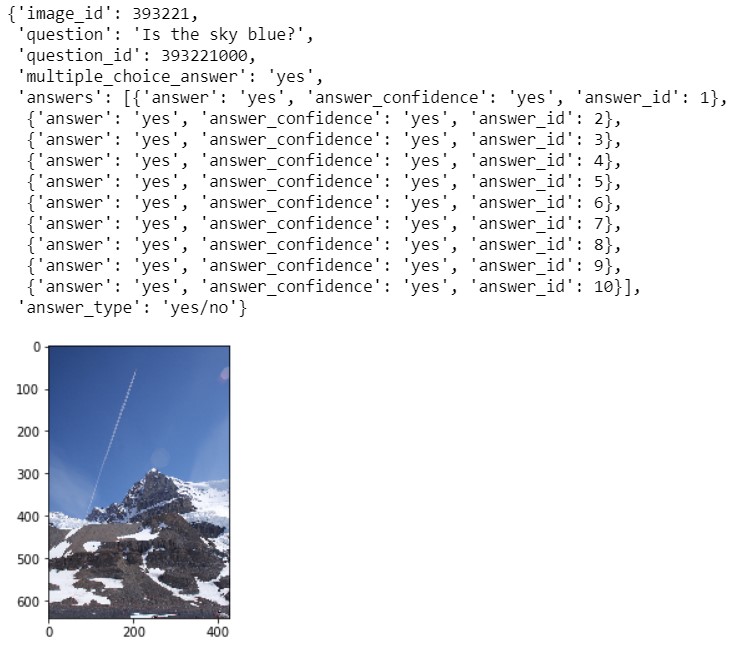 {'image_id': 393221,
'question': 'Is the sky blue?',
'question_id': 393221000,
'multiple_choice_answer': 'yes',
'answers': [{'answer': 'yes', 'answer_confidence': 'yes', 'answer_id': 1},
{'answer': 'yes', 'answer_confidence': 'yes', 'answer_id': 2},
{'answer': 'yes', 'answer_confidence': 'yes', 'answer_id': 3},
{'answer': 'yes', 'answer_confidence': 'yes', 'answer_id': 4},
{'answer': 'yes', 'answer_confidence': 'yes', 'answer_id': 5},
{'answer': 'yes', 'answer_confidence': 'yes', 'answer_id': 6},
{'answer': 'yes', 'answer_confidence': 'yes', 'answer_id': 7},
{'answer': 'yes', 'answer_confidence': 'yes', 'answer_id': 8},
{'answer': 'yes', 'answer_confidence': 'yes', 'answer_id': 9},
{'answer': 'yes', 'answer_confidence': 'yes', 'answer_id': 10}],
'answer_type': 'yes/no'}
0
100
200
300
400
500
600
0 200 400